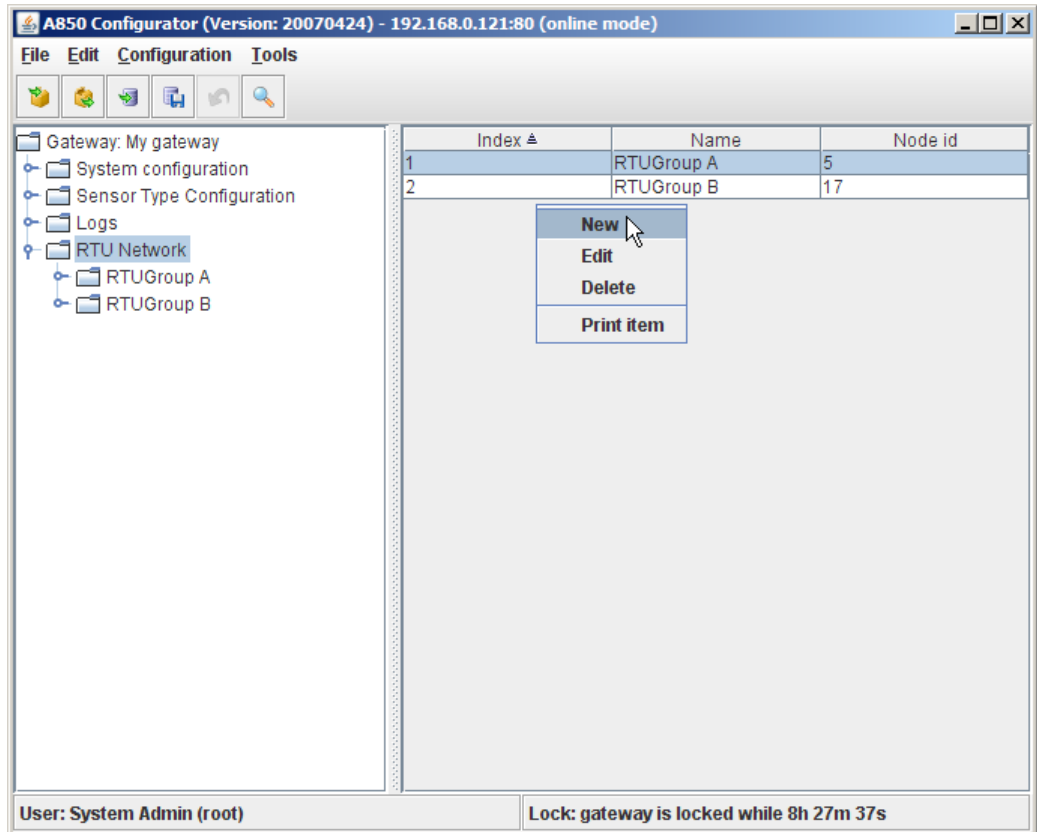 A850 Configurator (Version: 20070424) - 192.168.0.121:80 (online mode)
File Edit Configuration Tools
Gateway: My gateway
System configuration
Sensor Type Configuration
Logs
RTU Network
RTUGroup A
RTUGroup B
Index Name Node id
1 RTUGroup A 5
2 RTUGroup B 17
New
Edit
Delete
Print item
User: System Admin (root)
Lock: gateway is locked while 8h 27m 37s